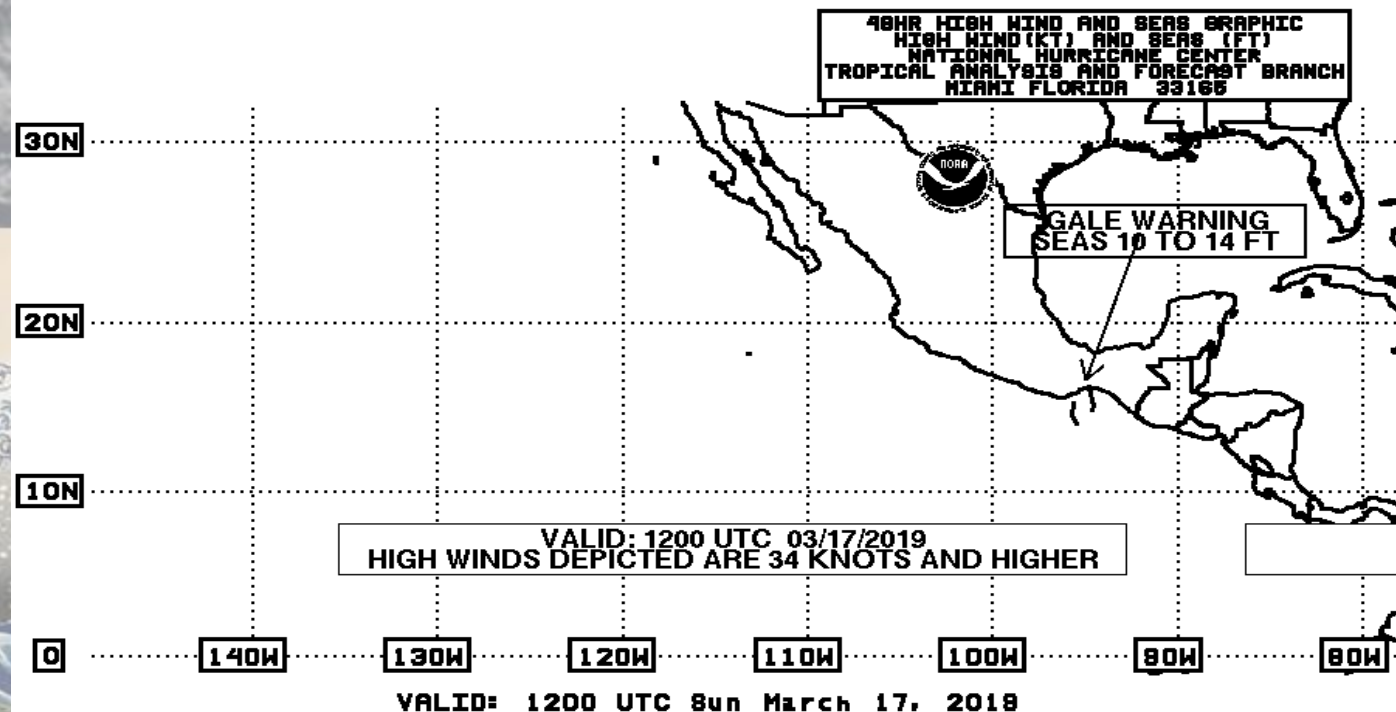 48HR HIGH WIND AND SEAS GRAPHIC
HIGH WIND(KT) AND SEAS (FT)
NATIONAL HURRICANE CENTER
TROPICAL ANALYSIS AND FORECAST BRANCH
MIAMI FLORIDA 33165
30N
NOAA
GALE WARNING
SEAS 10 TO 14 FT
20N
10N
VALID: 1200 UTC 03/17/2019
HIGH WINDS DEPICTED ARE 34 KNOTS AND HIGHER
0 140W 130W 120W 110W 100W 90W 80W
VALID: 1200 UTC Sun March 17, 2019